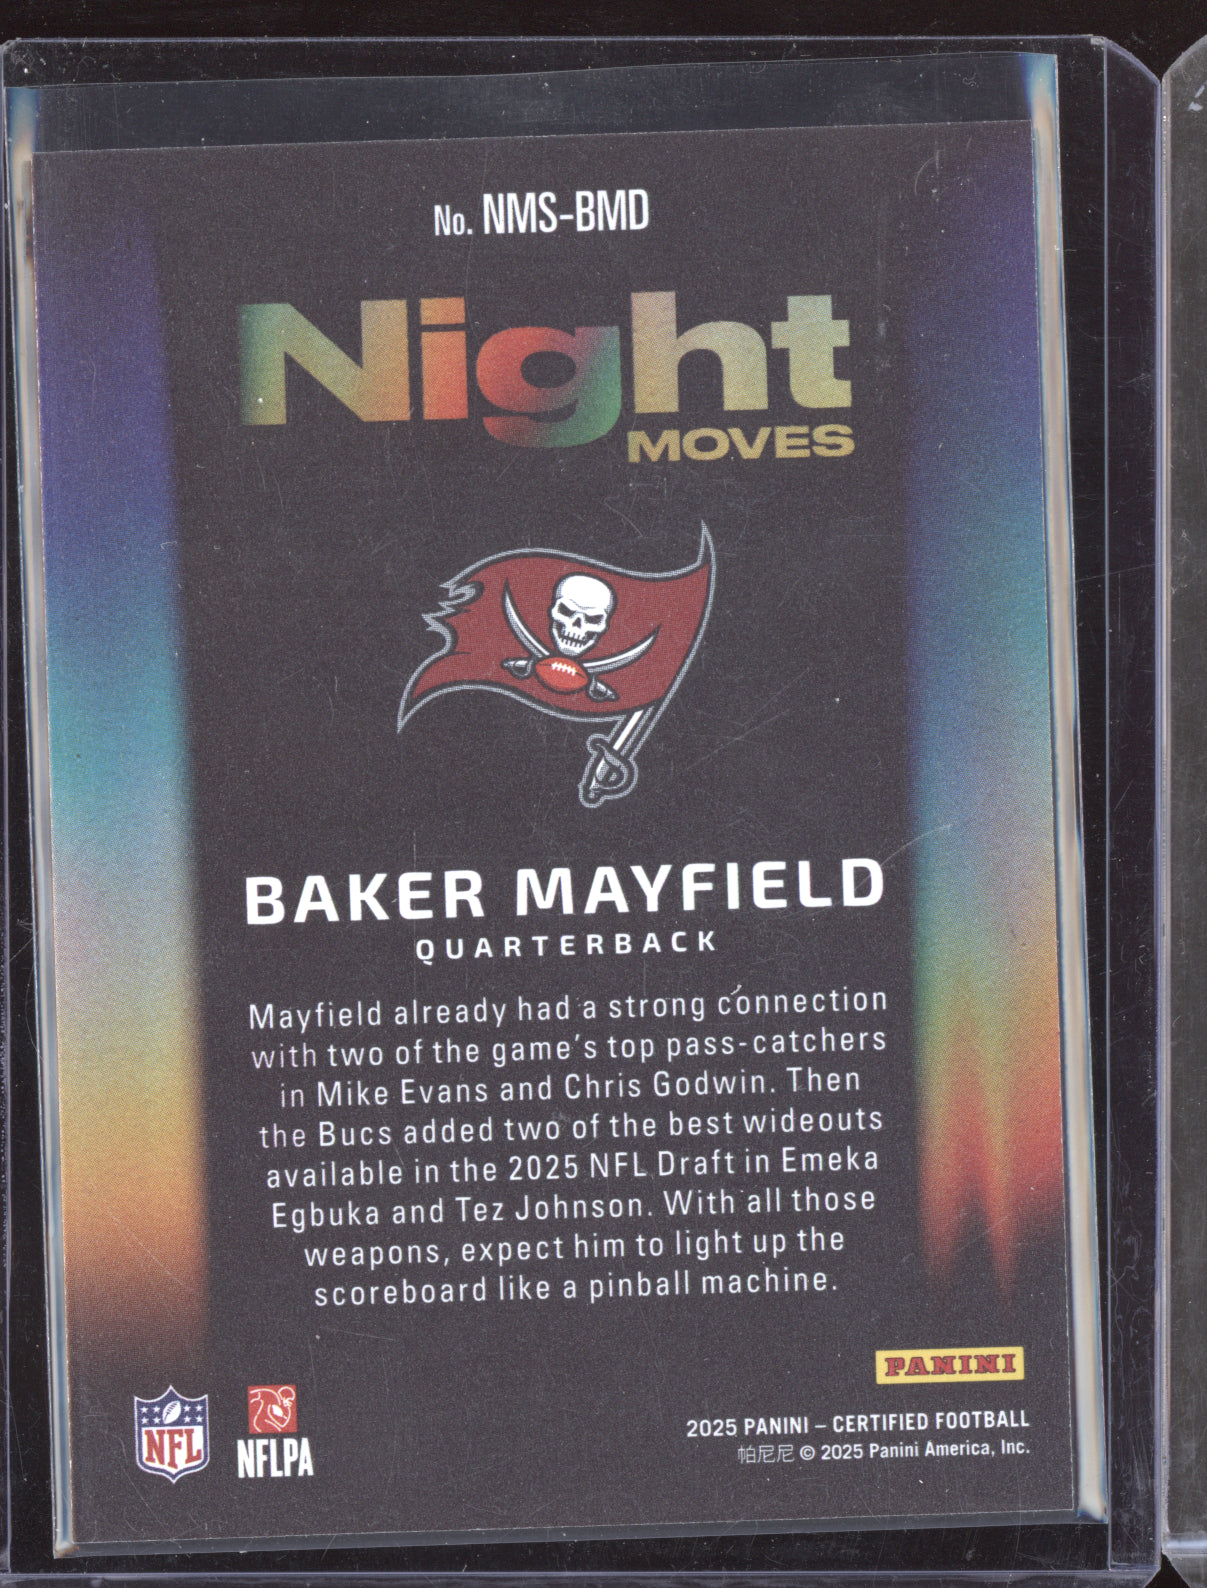 No. NMS-BMD
Night
MOVES
BAKER MAYFIELD
QUARTERBACK
Mayfield already had a strong connection
with two of the game's top pass-catchers
in Mike Evans and Chris Godwin. Then
the Bucs added two of the best wideouts
available in the 2025 NFL Draft in Emeka
Egbuka and Tez Johnson. With all those
weapons, expect him to light up the
scoreboard like a pinball machine.
PANINI
NFL
NFLPA
2025 PANINI – CERTIFIED FOOTBALL
帕尼尼 © 2025 Panini America, Inc.